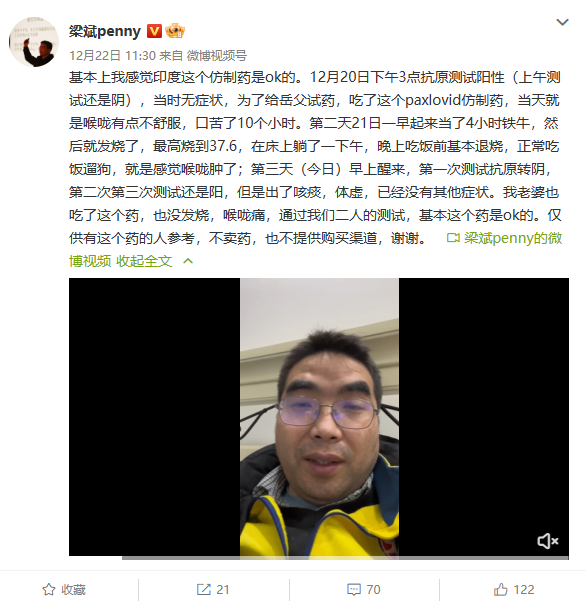 梁斌penny
12月22日 11:30 来自 微博视频号
基本上我感觉印度这个仿制药是ok的。12月20日下午3点抗原测试阳性（上午测
试还是阴），当时无症状，为了给岳父试药，吃了这个paxlovid仿制药，当天就
是喉咙有点不舒服，口苦了10个小时。第二天21日一早起来当了4小时铁牛，然
后就发烧了，最高烧到37.6，在床上躺了一下午，晚上吃饭前基本退烧，正常吃
饭遛狗，就是感觉喉咙肿了；第三天（今日）早上醒来，第一次测试抗原转阴，
第二次第三次测试还是阳，但是出了咳痰，体虚，已经没有其他症状。我老婆也
吃了这个药，也没发烧，喉咙痛，通过我们二人的测试，基本这个药是ok的。仅
供有这个药的人参考，不卖药，也不提供购买渠道，谢谢。 梁斌penny的微
博视频 收起全文
收藏 21 70 122